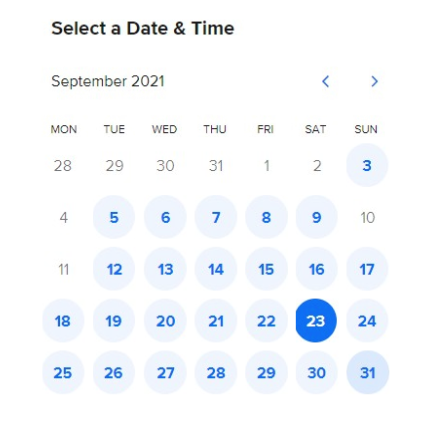 Select a Date & Time
September 2021
MON TUE WED THU FRI SAT SUN
28 29 30 31 1 2 3
4 5 6 7 8 9 10
11 12 13 14 15 16 17
18 19 20 21 22 23 24
25 26 27 28 29 30 31